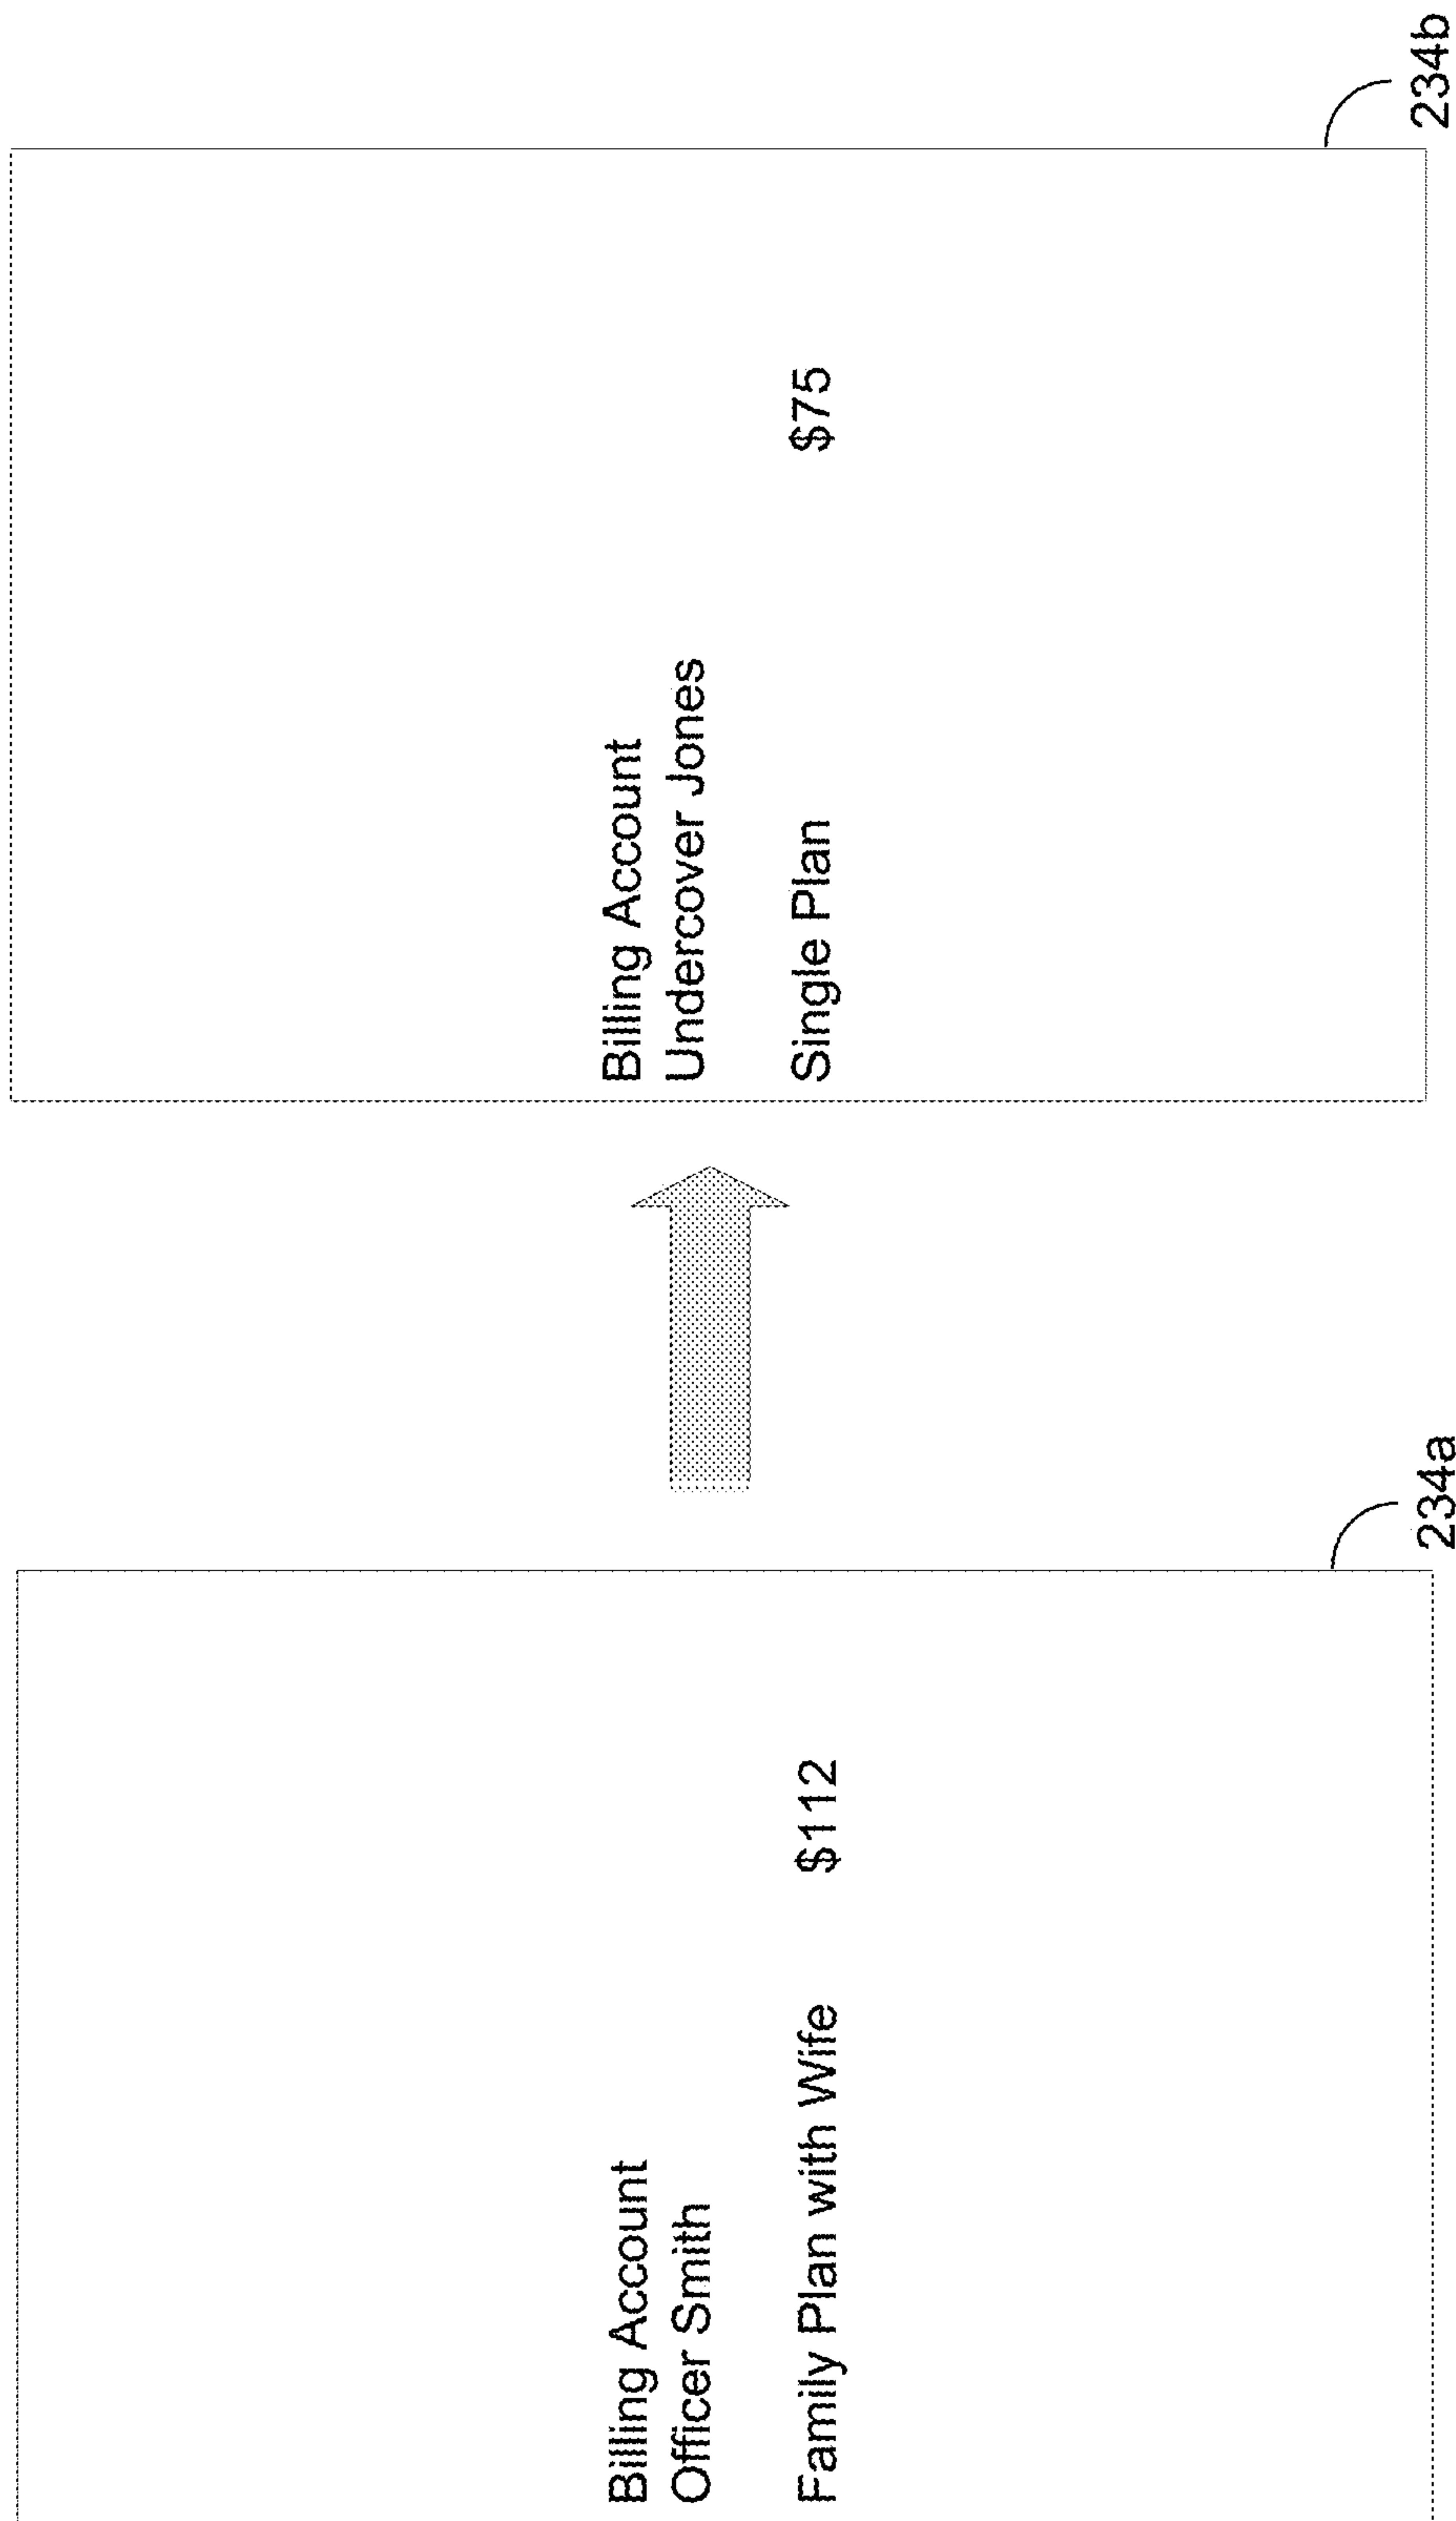 Billing Account
Officer Smith
Family Plan with Wife $112
234a
Billing Account
Undercover Jones
Single Plan $75
234b